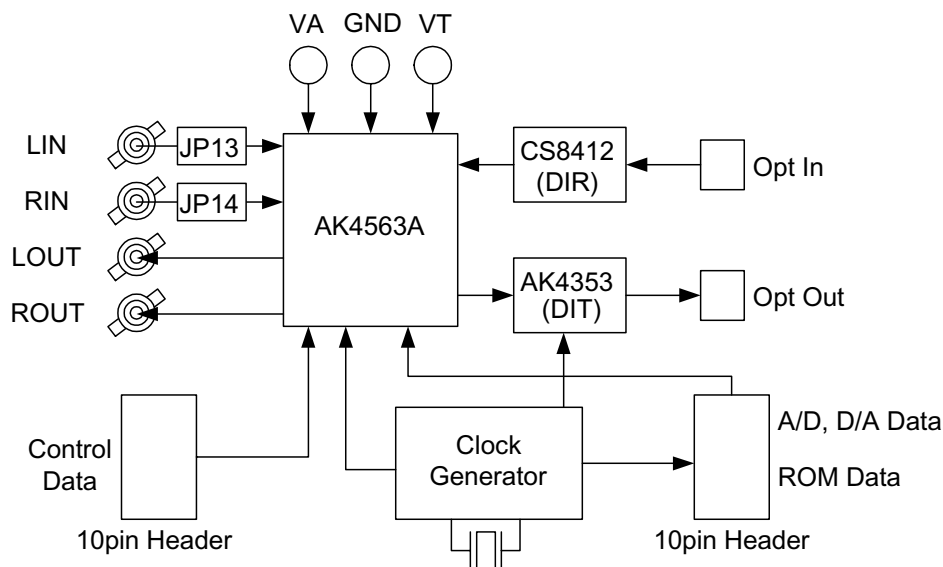 VA
GND
VT
LIN
JP13
RIN
JP14
LOUT
ROUT
AK4563A
CS8412
(DIR)
Opt In
AK4353
(DIT)
Opt Out
Control
Data
10pin Header
Clock
Generator
A/D, D/A Data
ROM Data
10pin Header